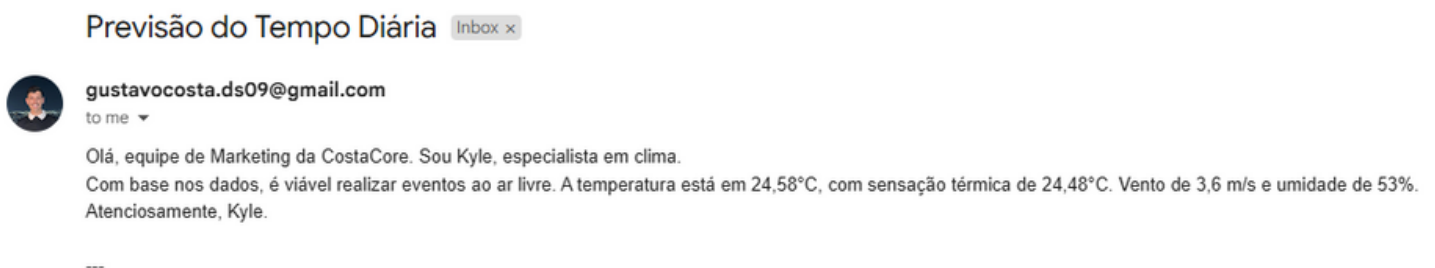 Previsão do Tempo Diária Inbox ×
gustavocosta.ds09@gmail.com
to me
Olá, equipe de Marketing da CostaCore. Sou Kyle, especialista em clima.
Com base nos dados, é viável realizar eventos ao ar livre. A temperatura está em 24,58°C, com sensação térmica de 24,48°C. Vento de 3,6 m/s e umidade de 53%.
Atenciosamente, Kyle.
---